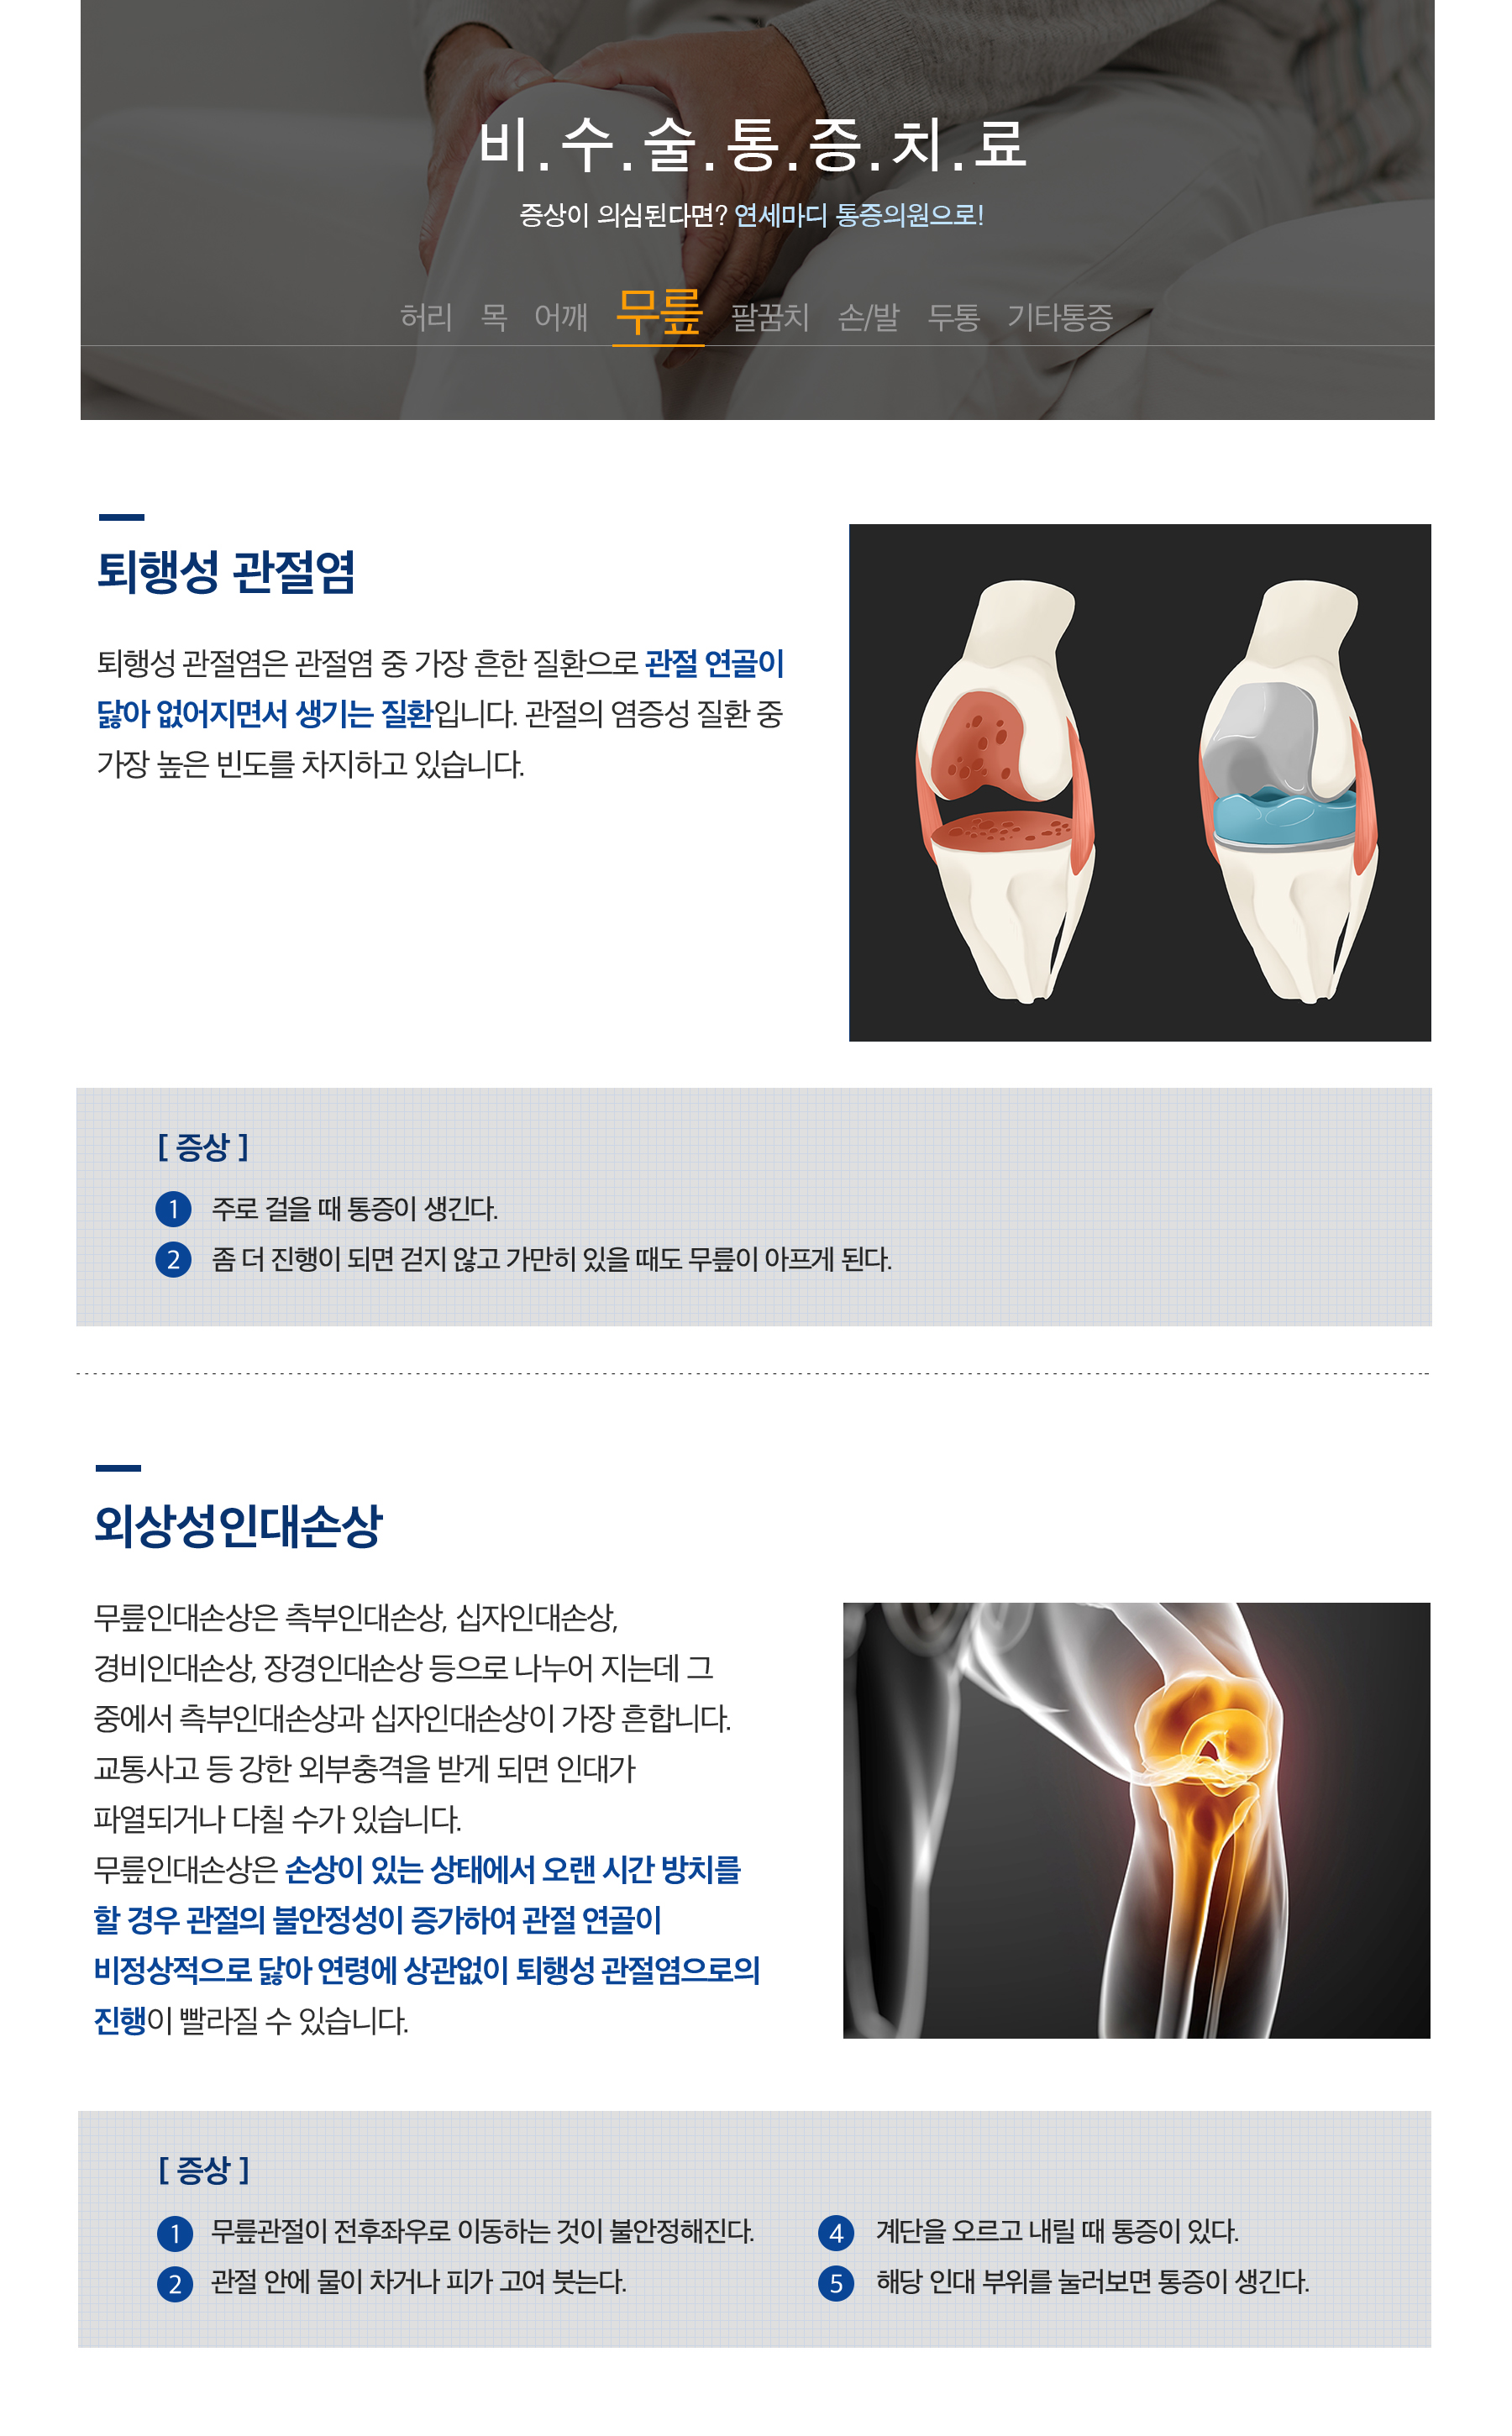 비.수.술.통.증.치.료
증상이 의심된다면? 연세마디 통증의원으로!
허리 목 어깨 무릎 팔꿈치 손/발 두통 기타통증
퇴행성 관절염
퇴행성 관절염은 관절염 중 가장 흔한 질환으로 관절 연골이
닳아 없어지면서 생기는 질환입니다. 관절의 염증성 질환 중
가장 높은 빈도를 차지하고 있습니다.
[ 증상 ]
1 주로 걸을 때 통증이 생긴다.
2 좀 더 진행이 되면 걷지 않고 가만히 있을 때도 무릎이 아프게 된다.
외상성인대손상
무릎인대손상은 측부인대손상, 십자인대손상,
경비인대손상, 장경인대손상 등으로 나누어 지는데 그
중에서 측부인대손상과 십자인대손상이 가장 흔합니다.
교통사고 등 강한 외부충격을 받게 되면 인대가
파열되거나 다칠 수가 있습니다.
무릎인대손상은 손상이 있는 상태에서 오랜 시간 방치를
할 경우 관절의 불안정성이 증가하여 관절 연골이
비정상적으로 닳아 연령에 상관없이 퇴행성 관절염으로의
진행이 빨라질 수 있습니다.
[ 증상 ]
1 무릎관절이 전후좌우로 이동하는 것이 불안정해진다.
2 관절 안에 물이 차거나 피가 고여 붓는다.
4 계단을 오르고 내릴 때 통증이 있다.
5 해당 인대 부위를 눌러보면 통증이 생긴다.